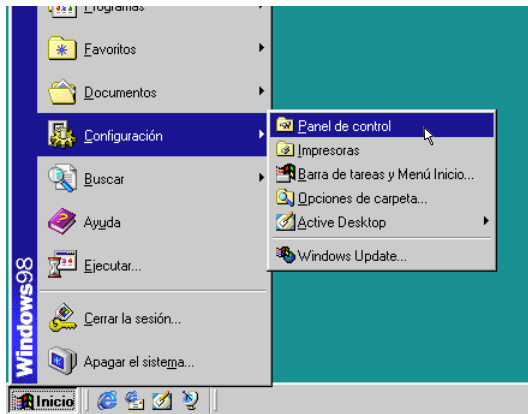 Programas
Favoritos
Documentos
Configuración
Buscar
Ayuda
Ejecutar...
Cerrar la sesión...
Apagar el sistema...
Panel de control
Impresoras
Barra de tareas y Menú Inicio...
Opciones de carpeta...
Active Desktop
Windows Update...
Windows98
Inicio